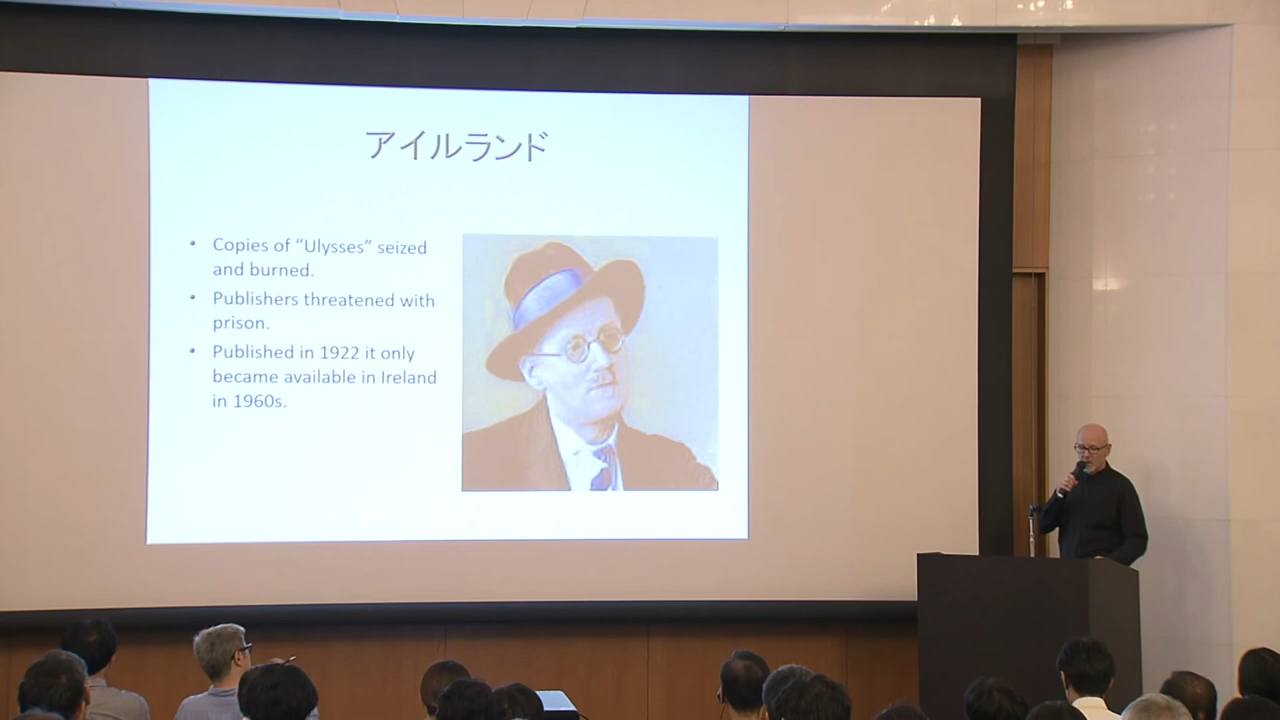 アイルランド
• Copies of “Ulysses” seized
and burned.
• Publishers threatened with
prison.
• Published in 1922 it only
became available in Ireland
in 1960s.